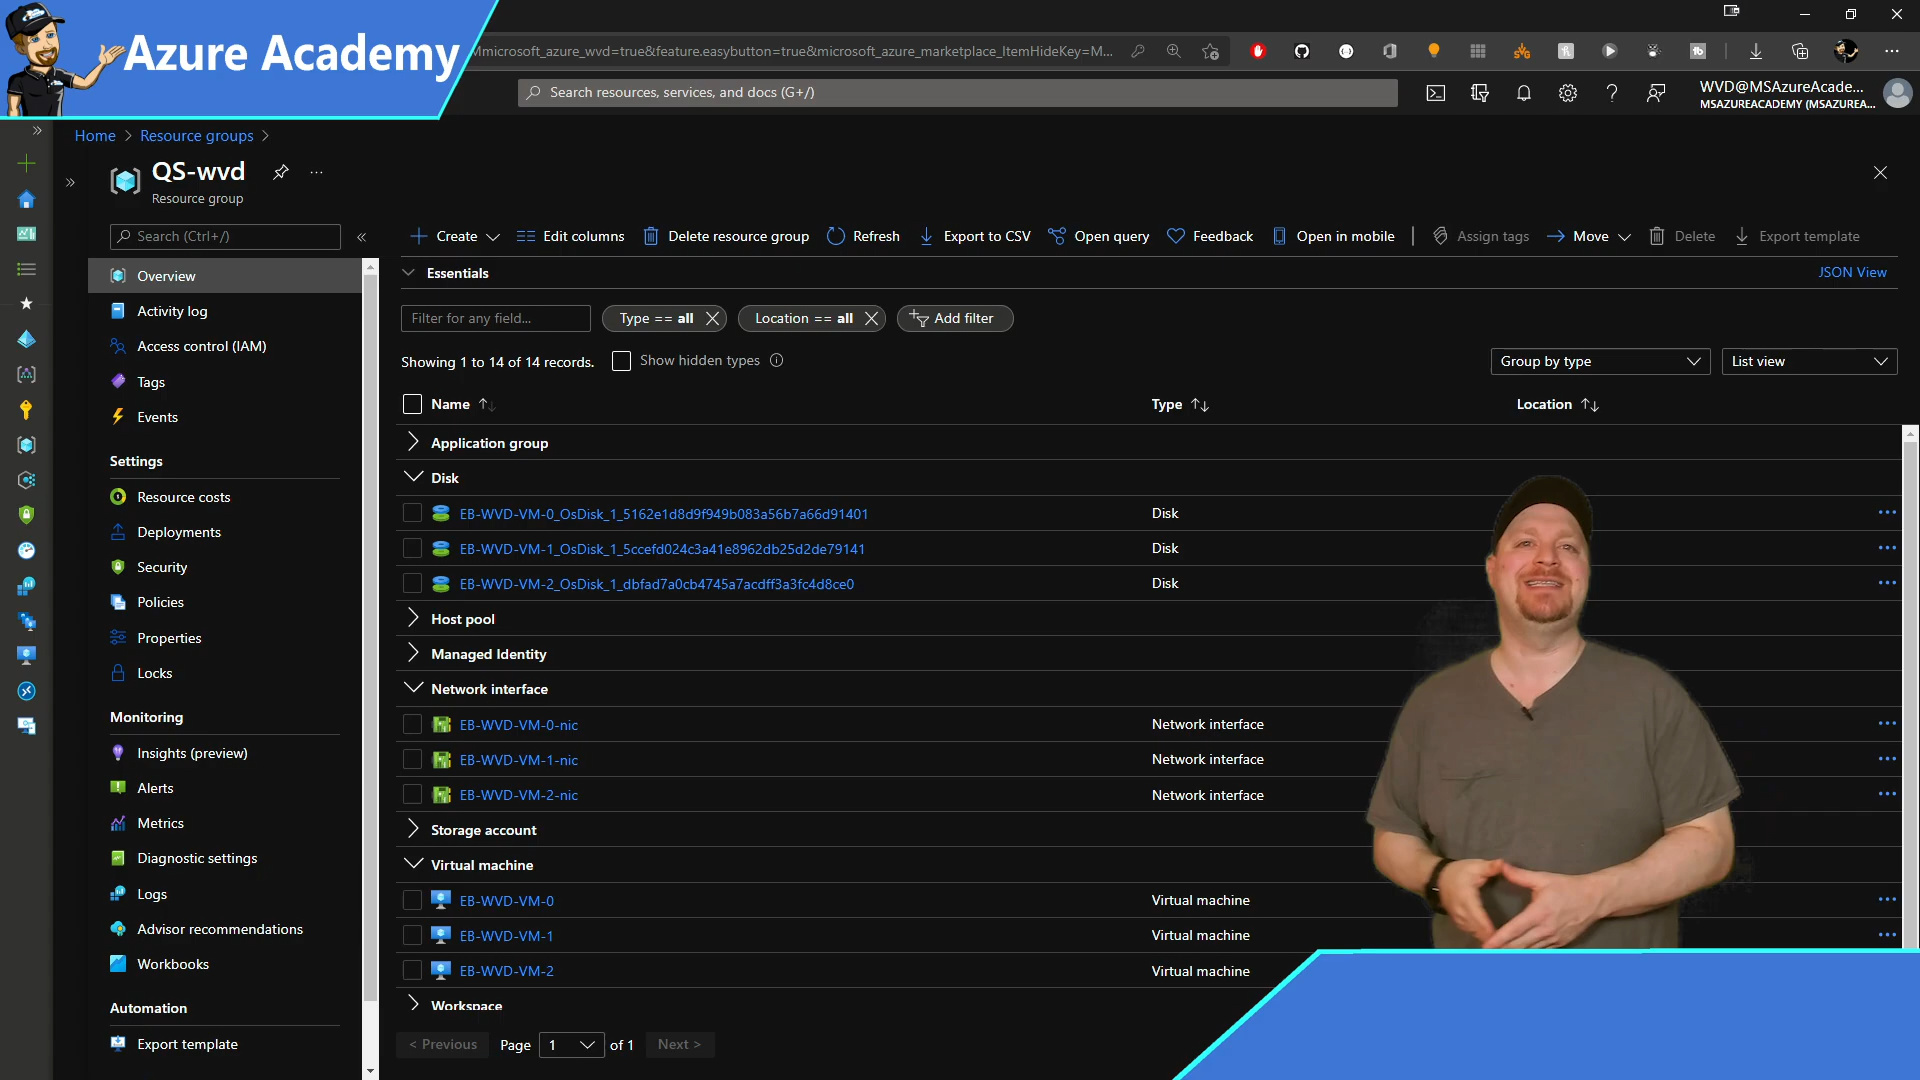 Azure Academy
Mmicrosoft_azure_wvd=true&feature.easybutton=true&microsoft_azure_marketplace_ItemHideKey=M...
Search resources, services, and docs (G+/)
WVD@MSAzureAcade...
MSAZUREACADEMY (MSAZUREA...
Home > Resource groups >
QS-wvd
Resource group
Search (Ctrl+/)
Create
Edit columns
Delete resource group
Refresh
Export to CSV
Open query
Feedback
Open in mobile
Assign tags
Move
Delete
Export template
Overview
Activity log
Access control (IAM)
Tags
Events
Settings
Resource costs
Deployments
Security
Policies
Properties
Locks
Monitoring
Insights (preview)
Alerts
Metrics
Diagnostic settings
Logs
Advisor recommendations
Workbooks
Automation
Export template
Essentials
JSON View
Filter for any field...
Type == all
Location == all
Add filter
Showing 1 to 14 of 14 records.
Show hidden types
Group by type
List view
Name
Type
Location
Application group
Disk
EB-WVD-VM-0_OsDisk_1_5162e1d8d9f949b083a56b7a66d91401 Disk
EB-WVD-VM-1_OsDisk_1_5ccefd024c3a41e8962db25d2de79141 Disk
EB-WVD-VM-2_OsDisk_1_dbfad7a0cb4745a7acdff3a3fc4d8ce0 Disk
Host pool
Managed Identity
Network interface
EB-WVD-VM-0-nic Network interface
EB-WVD-VM-1-nic Network interface
EB-WVD-VM-2-nic Network interface
Storage account
Virtual machine
EB-WVD-VM-0 Virtual machine
EB-WVD-VM-1 Virtual machine
EB-WVD-VM-2 Virtual machine
Workspace
< Previous
Page 1 of 1
Next >